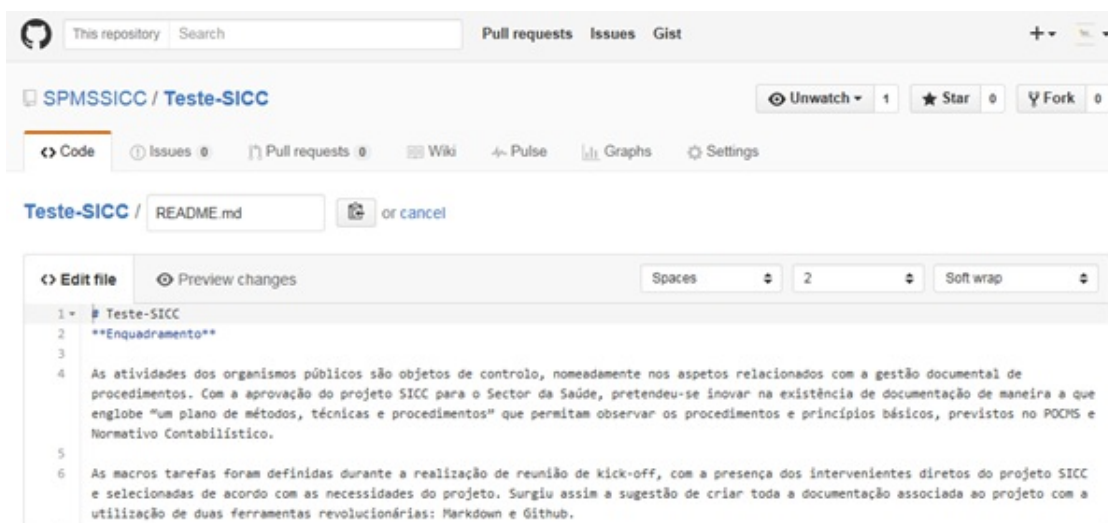 This repository Search Pull requests Issues Gist
SPMSSICC / Teste-SICC Unwatch 1 Star 0 Fork 0
Code Issues 0 Pull requests 0 Wiki Pulse Graphs Settings
Teste-SICC / README.md or cancel
Edit file Preview changes Spaces 2 Soft wrap
1 # Teste-SICC
2 **Enquadramento**
3
4 As atividades dos organismos públicos são objetos de controlo, nomeadamente nos aspetos relacionados com a gestão documental de
procedimentos. Com a aprovação do projeto SICC para o Sector da Saúde, pretendeu-se inovar na existência de documentação de maneira a que
englobe "um plano de métodos, técnicas e procedimentos" que permitam observar os procedimentos e princípios básicos, previstos no POCMS e
Normativo Contabilístico.
5
6 As macros tarefas foram definidas durante a realização de reunião de kick-off, com a presença dos intervenientes diretos do projeto SICC
e selecionadas de acordo com as necessidades do projeto. Surgiu assim a sugestão de criar toda a documentação associada ao projeto com a
utilização de duas ferramentas revolucionárias: Markdown e Github.